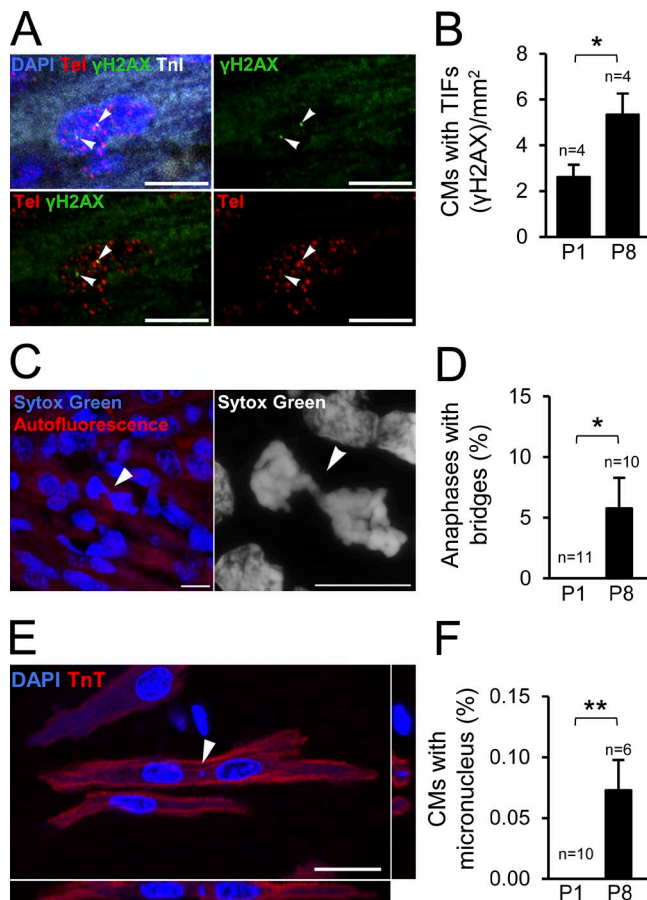 A
DAPI Tel γH2AX TnI
γH2AX
Tel γH2AX
Tel
B
CMs with TIFs
(γH2AX)/mm²
8
6
4
2
0
*
n=4
n=4
P1
P8
C
Sytox Green
Autofluorescence
Sytox Green
D
Anaphases with
bridges (%)
15
10
5
0
*
n=10
n=11
P1
P8
E
DAPI TnT
F
CMs with
micronucleus (%)
0.15
0.10
0.05
0.00
**
n=6
n=10
P1
P8